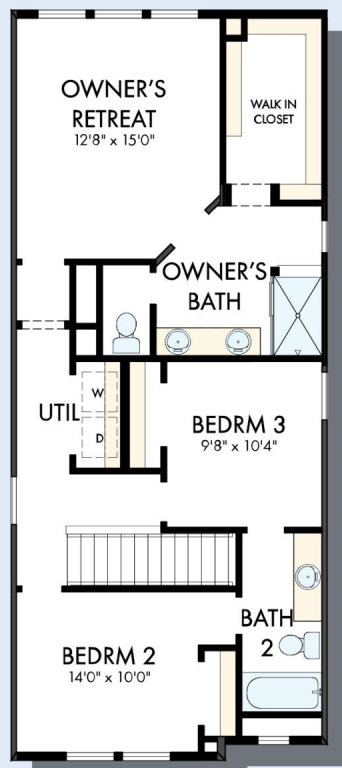 OWNER'S
RETREAT
12'8" x 15'0"
WALK IN
CLOSET
OWNER'S
BATH
W
UTIL
D
BEDRM 3
9'8" x 10'4"
BATH
2
BEDRM 2
14'0" x 10'0"